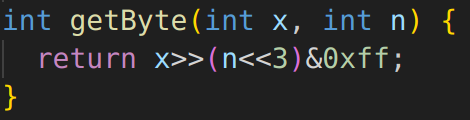 int getByte(int x, int n) {
  return x>>(n<<3)&0xff;
}